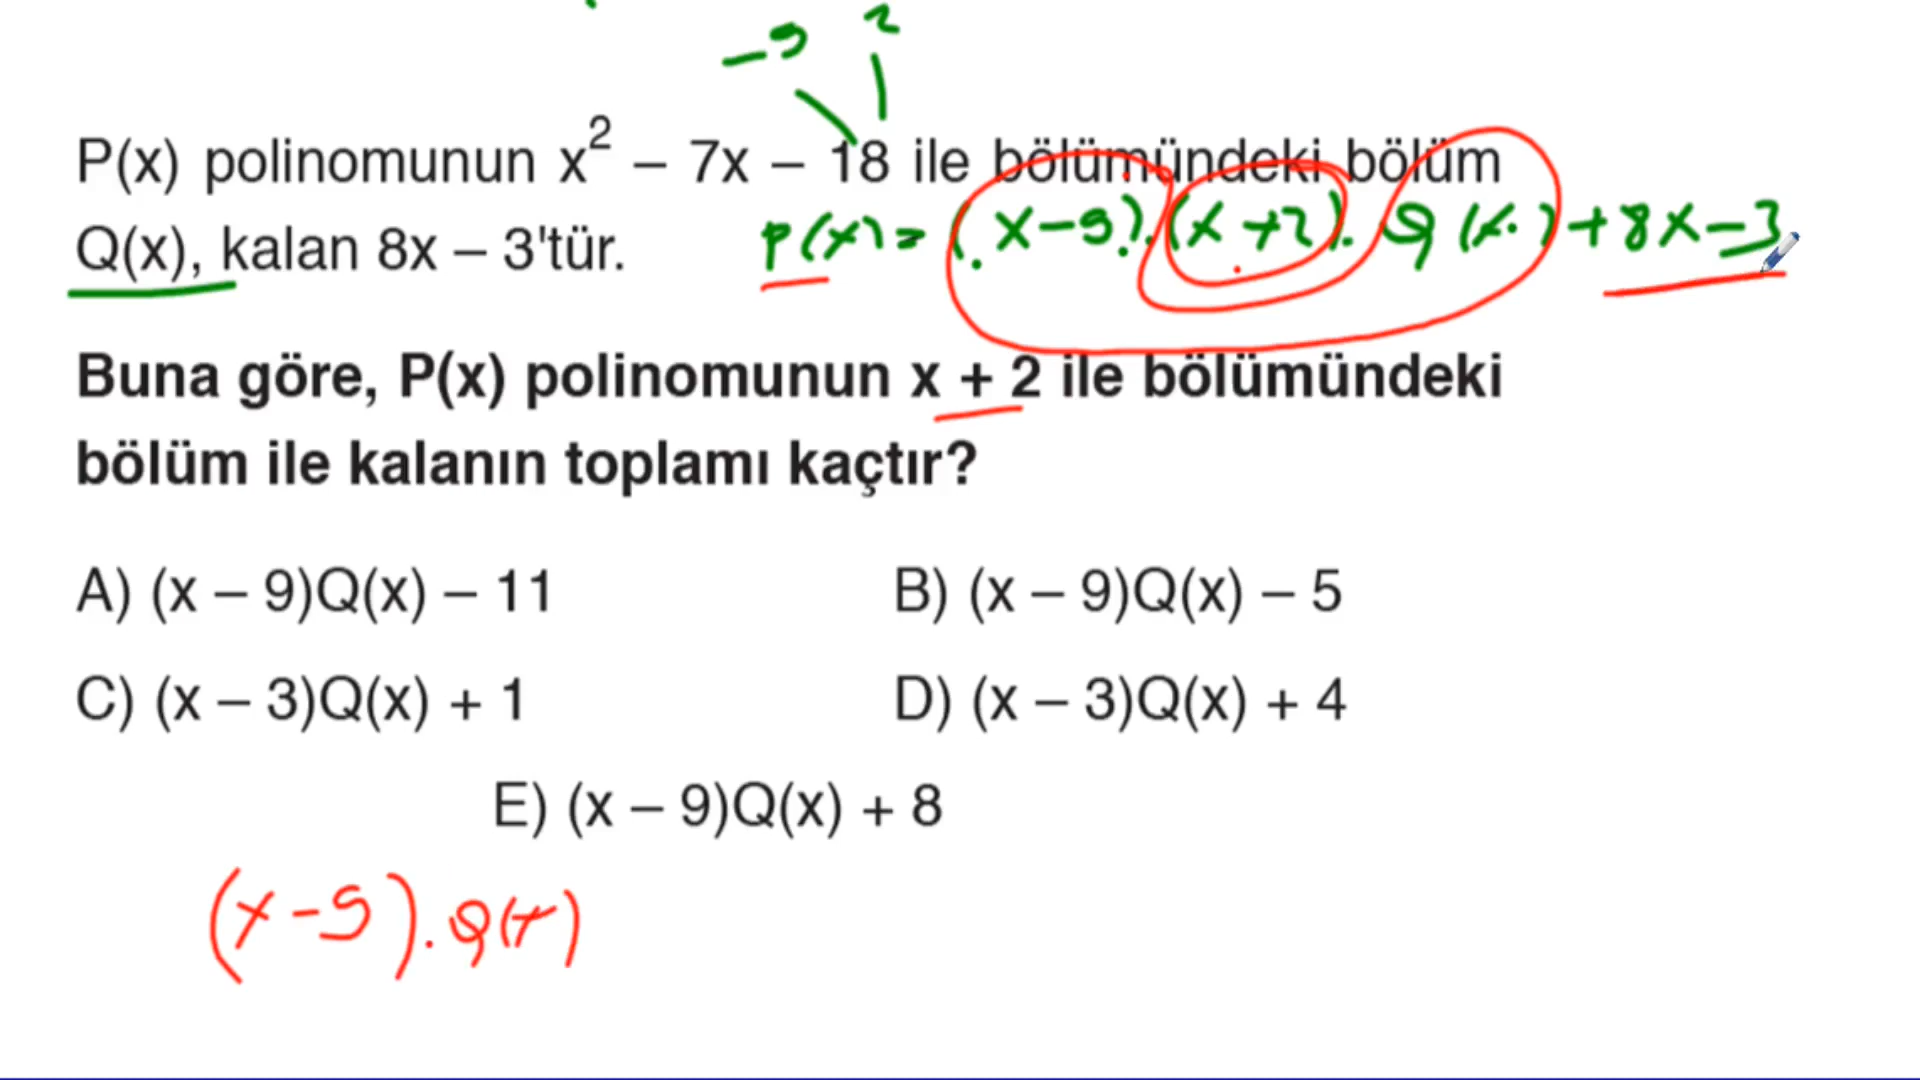 -9 2
P(x) polinomunun x² – 7x – 18 ile bölümündeki bölüm
Q(x), kalan 8x – 3'tür.
P(x) = (x-9).(x+2).Q(x)+8x-3
Buna göre, P(x) polinomunun x + 2 ile bölümündeki
bölüm ile kalanın toplamı kaçtır?
A) (x – 9)Q(x) – 11
B) (x – 9)Q(x) – 5
C) (x – 3)Q(x) + 1
D) (x – 3)Q(x) + 4
E) (x – 9)Q(x) + 8
(x-9).Q(x)